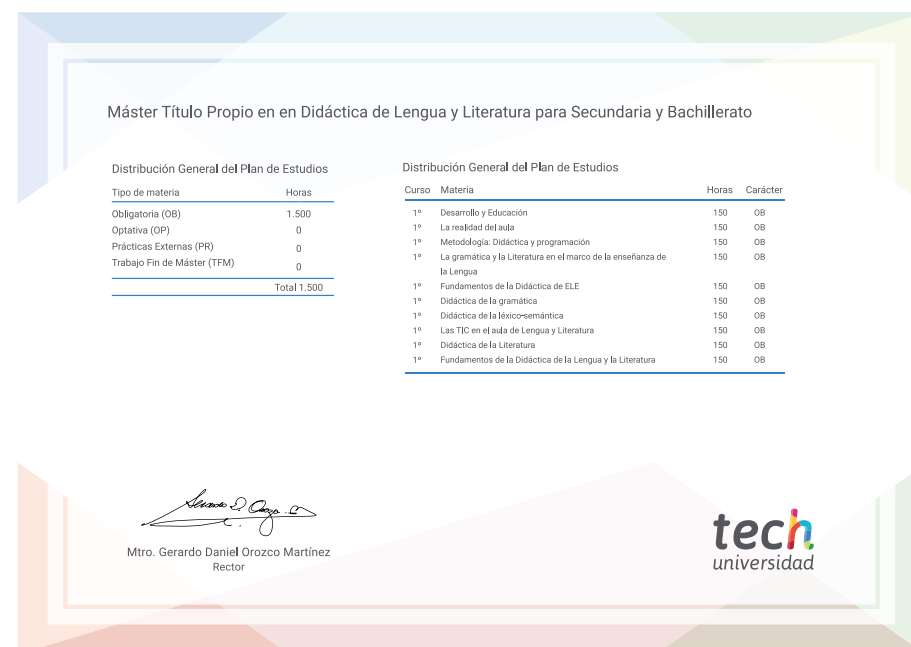 Máster Título Propio en en Didáctica de Lengua y Literatura para Secundaria y Bachillerato
Distribución General del Plan de Estudios
Tipo de materia Horas
Obligatoria (OB) 1.500
Optativa (OP) 0
Prácticas Externas (PR) 0
Trabajo Fin de Máster (TFM) 0
Total 1.500
Distribución General del Plan de Estudios
Curso Materia Horas Carácter
1º Desarrollo y Educación 150 OB
1º La realidad del aula 150 OB
1º Metodología: Didáctica y programación 150 OB
1º La gramática y la Literatura en el marco de la enseñanza de 150 OB
la Lengua
1º Fundamentos de la Didáctica de ELE 150 OB
1º Didáctica de la gramática 150 OB
1º Didáctica de la léxico-semántica 150 OB
1º Las TIC en el aula de Lengua y Literatura 150 OB
1º Didáctica de la Literatura 150 OB
1º Fundamentos de la Didáctica de la Lengua y la Literatura 150 OB
Mtro. Gerardo Daniel Orozco Martínez
Rector
tech
universidad